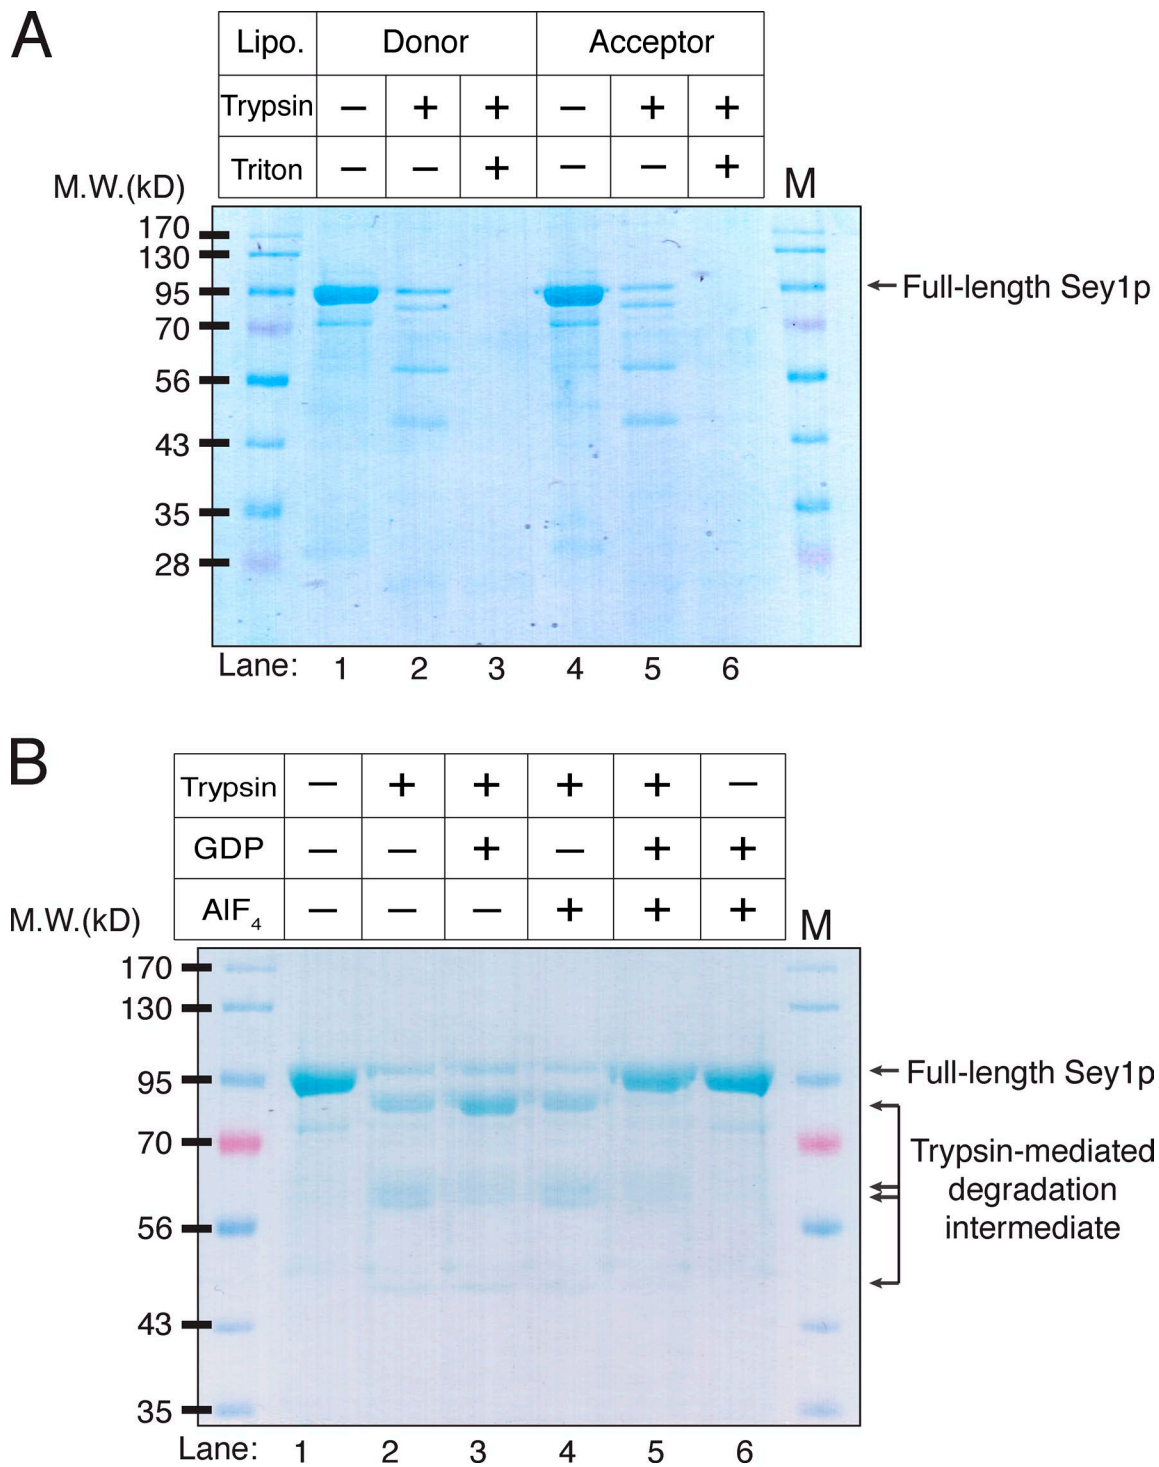 A
Lipo. Donor Acceptor
Trypsin – + + – + +
Triton – – + – – +
M.W.(kD) M
170
130
95
70
56
43
35
28
Full-length Sey1p
Lane: 1 2 3 4 5 6
B
Trypsin – + + + + –
GDP – – + – + +
AlF4 – – – + + +
M.W.(kD) M
170
130
95
70
56
43
35
Full-length Sey1p
Trypsin-mediated
degradation
intermediate
Lane: 1 2 3 4 5 6